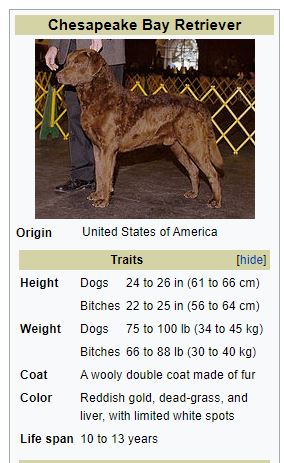 Chesapeake Bay Retriever
Origin United States of America
Traits [hide]
Height Dogs 24 to 26 in (61 to 66 cm)
Bitches 22 to 25 in (56 to 64 cm)
Weight Dogs 75 to 100 lb (34 to 45 kg)
Bitches 66 to 88 lb (30 to 40 kg)
Coat A wooly double coat made of fur
Color Reddish gold, dead-grass, and
liver, with limited white spots
Life span 10 to 13 years